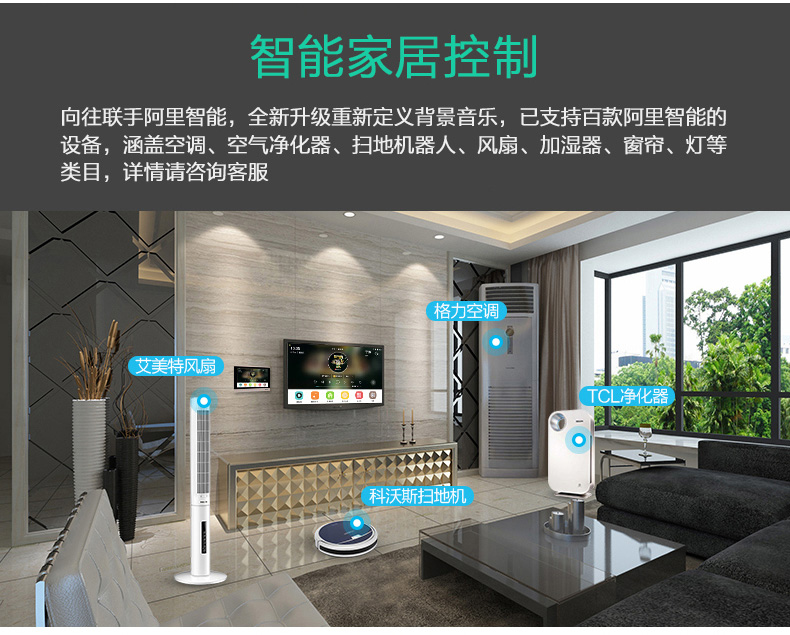 智能家居控制
向往联手阿里智能，全新升级重新定义背景音乐，已支持百款阿里智能的
设备，涵盖空调、空气净化器、扫地机器人、风扇、加湿器、窗帘、灯等
类目，详情请咨询客服
格力空调
艾美特风扇
TCL净化器
科沃斯扫地机